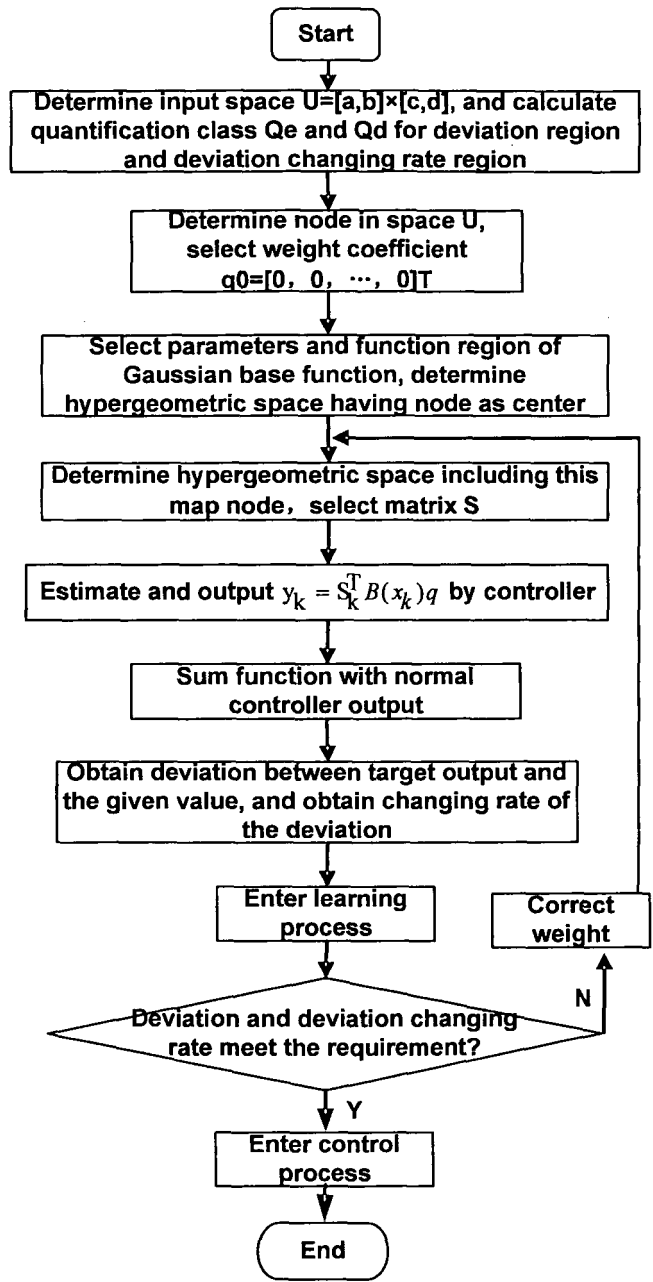 Start
Determine input space U=[a,b]×[c,d], and calculate
quantification class Qe and Qd for deviation region
and deviation changing rate region
Determine node in space U,
select weight coefficient
q0=[0, 0, ···, 0]T
Select parameters and function region of
Gaussian base function, determine
hypergeometric space having node as center
Determine hypergeometric space including this
map node, select matrix S
Estimate and output y_k = S_k^T B(x_k)q by controller
Sum function with normal
controller output
Obtain deviation between target output and
the given value, and obtain changing rate of
the deviation
Enter learning
process
Correct
weight
N
Deviation and deviation changing
rate meet the requirement?
Y
Enter control
process
End